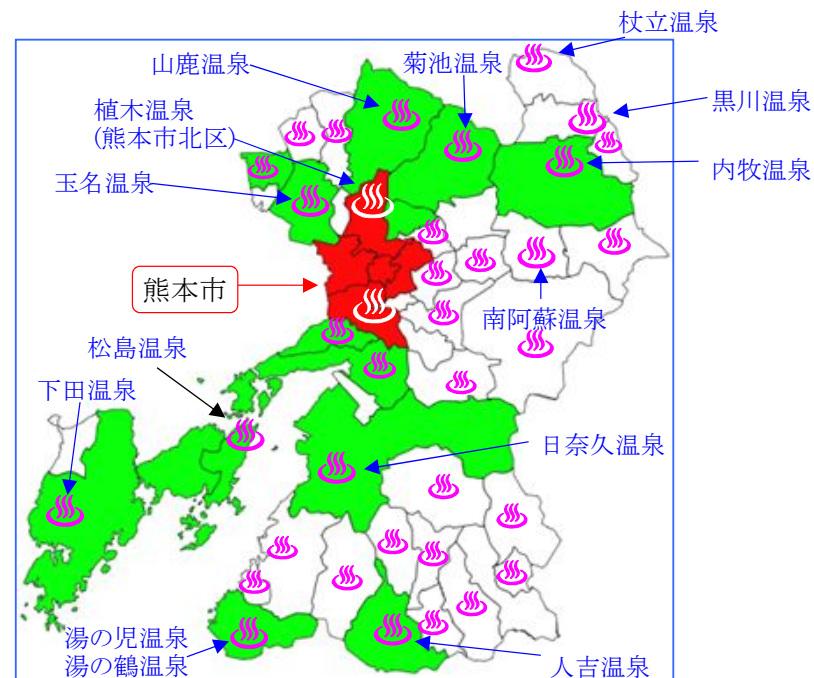 杖立温泉
山鹿温泉
菊池温泉
黒川温泉
植木温泉
(熊本市北区)
内牧温泉
玉名温泉
熊本市
南阿蘇温泉
松島温泉
下田温泉
日奈久温泉
湯の児温泉
湯の鶴温泉
人吉温泉